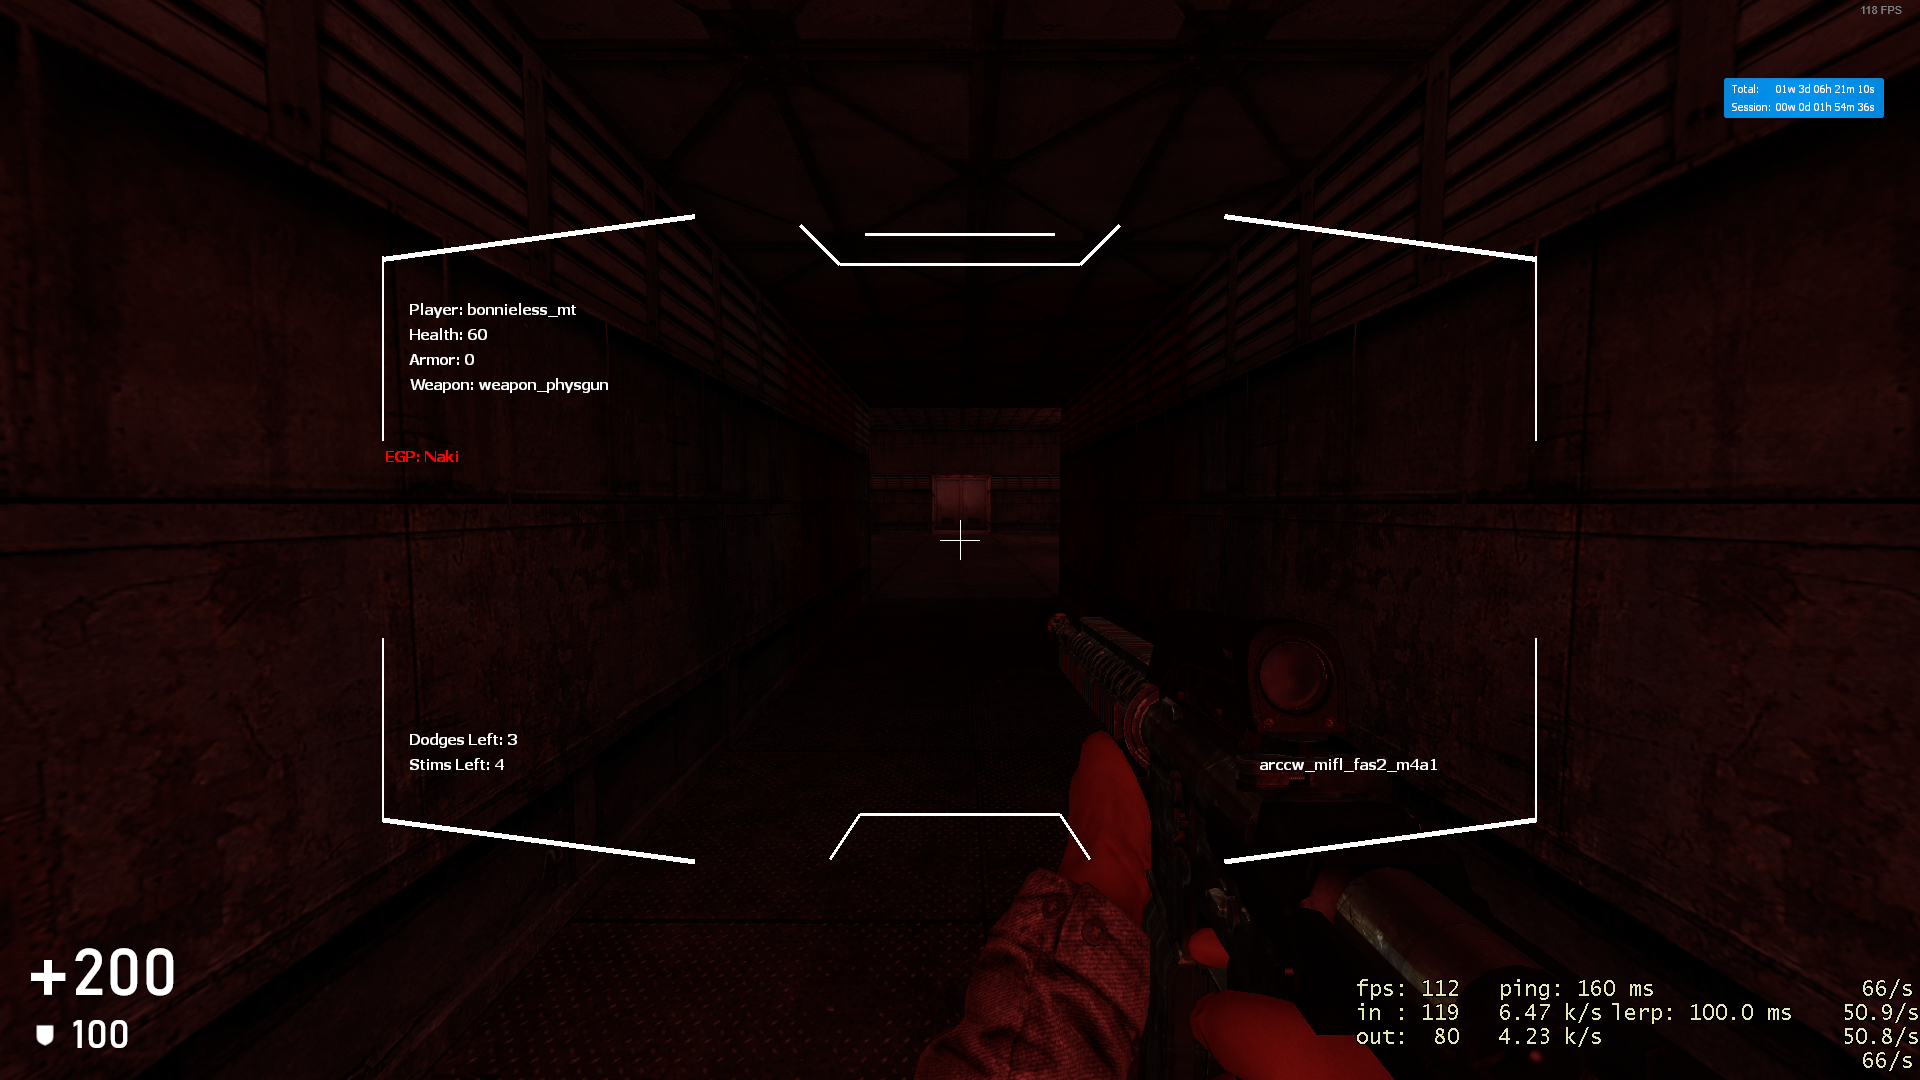 118 FPS
Total: 01w 3d 06h 21m 10s
Session: 00w 0d 01h 54m 36s
Player: bonnieless_mt
Health: 60
Armor: 0
Weapon: weapon_physgun
EGP: Naki
Dodges Left: 3
Stims Left: 4
arccw_mifl_fas2_m4a1
+200
100
fps: 112 ping: 160 ms 66/s
in : 119 6.47 k/s lerp: 100.0 ms 50.9/s
out: 80 4.23 k/s 50.8/s
66/s